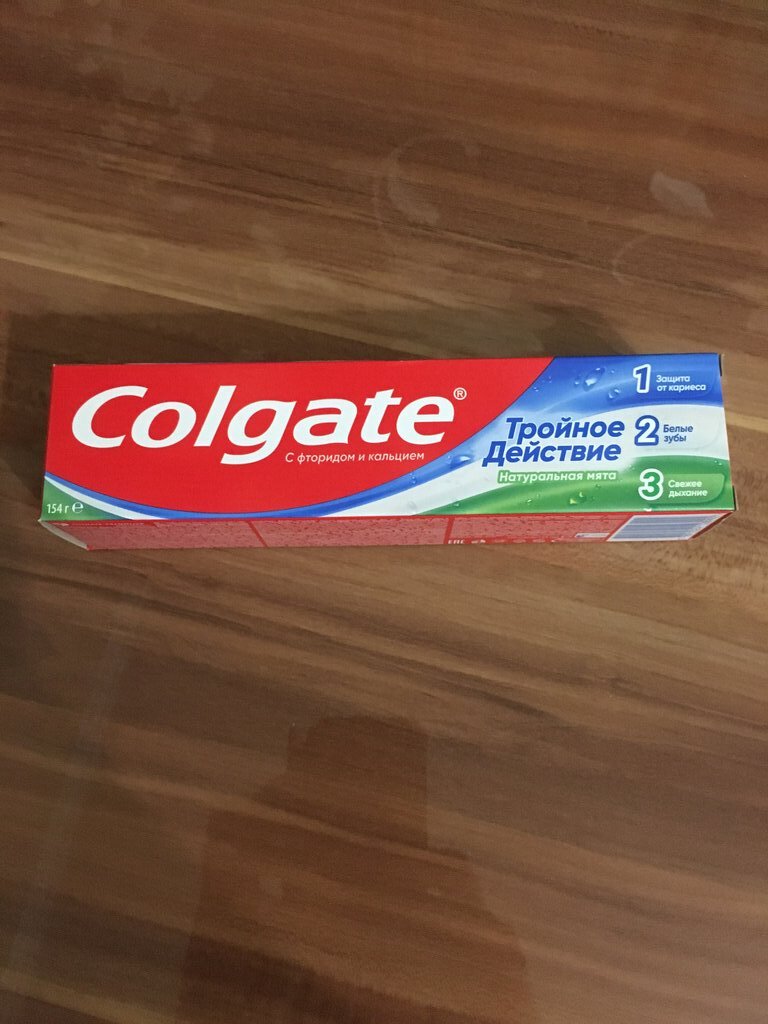 Colgate®
С фторидом и кальцием
154 г ℮
Тройное
Действие
Натуральная мята
1 Защита
от кариеса
2 Белые
зубы
3 Свежее
дыхание